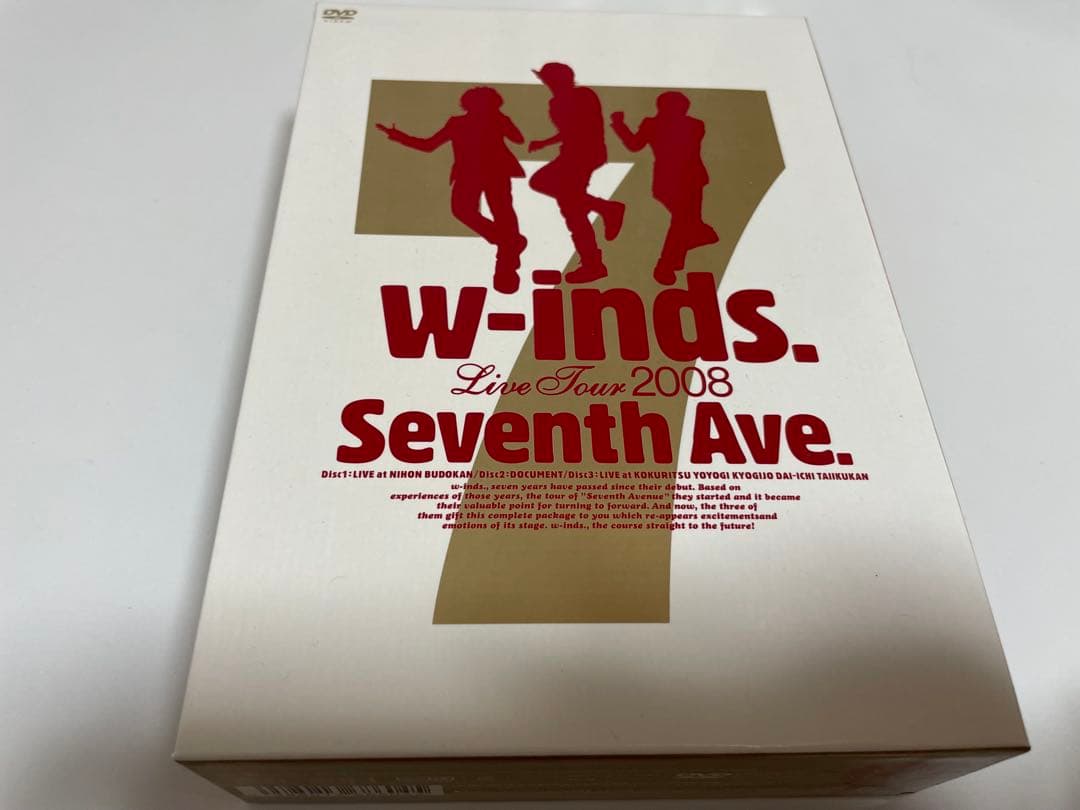 DVD
VIDEO
7
w-inds.
Live Tour 2008
Seventh Ave.
Disc1:LIVE at NIHON BUDOKAN/Disc2:DOCUMENT/Disc3:LIVE at KOKURITSU YOYOGI KYOGIJO DAI-ICHI TAIIKUKAN
w-inds., seven years have passed since their debut. Based on
experiences of those years, the tour of "Seventh Avenue" they started and it became
their valuable point for turning to forward. And now, the three of
them gift this complete package to you which re-appears excitementsand
emotions of its stage. w-inds., the course straight to the future!